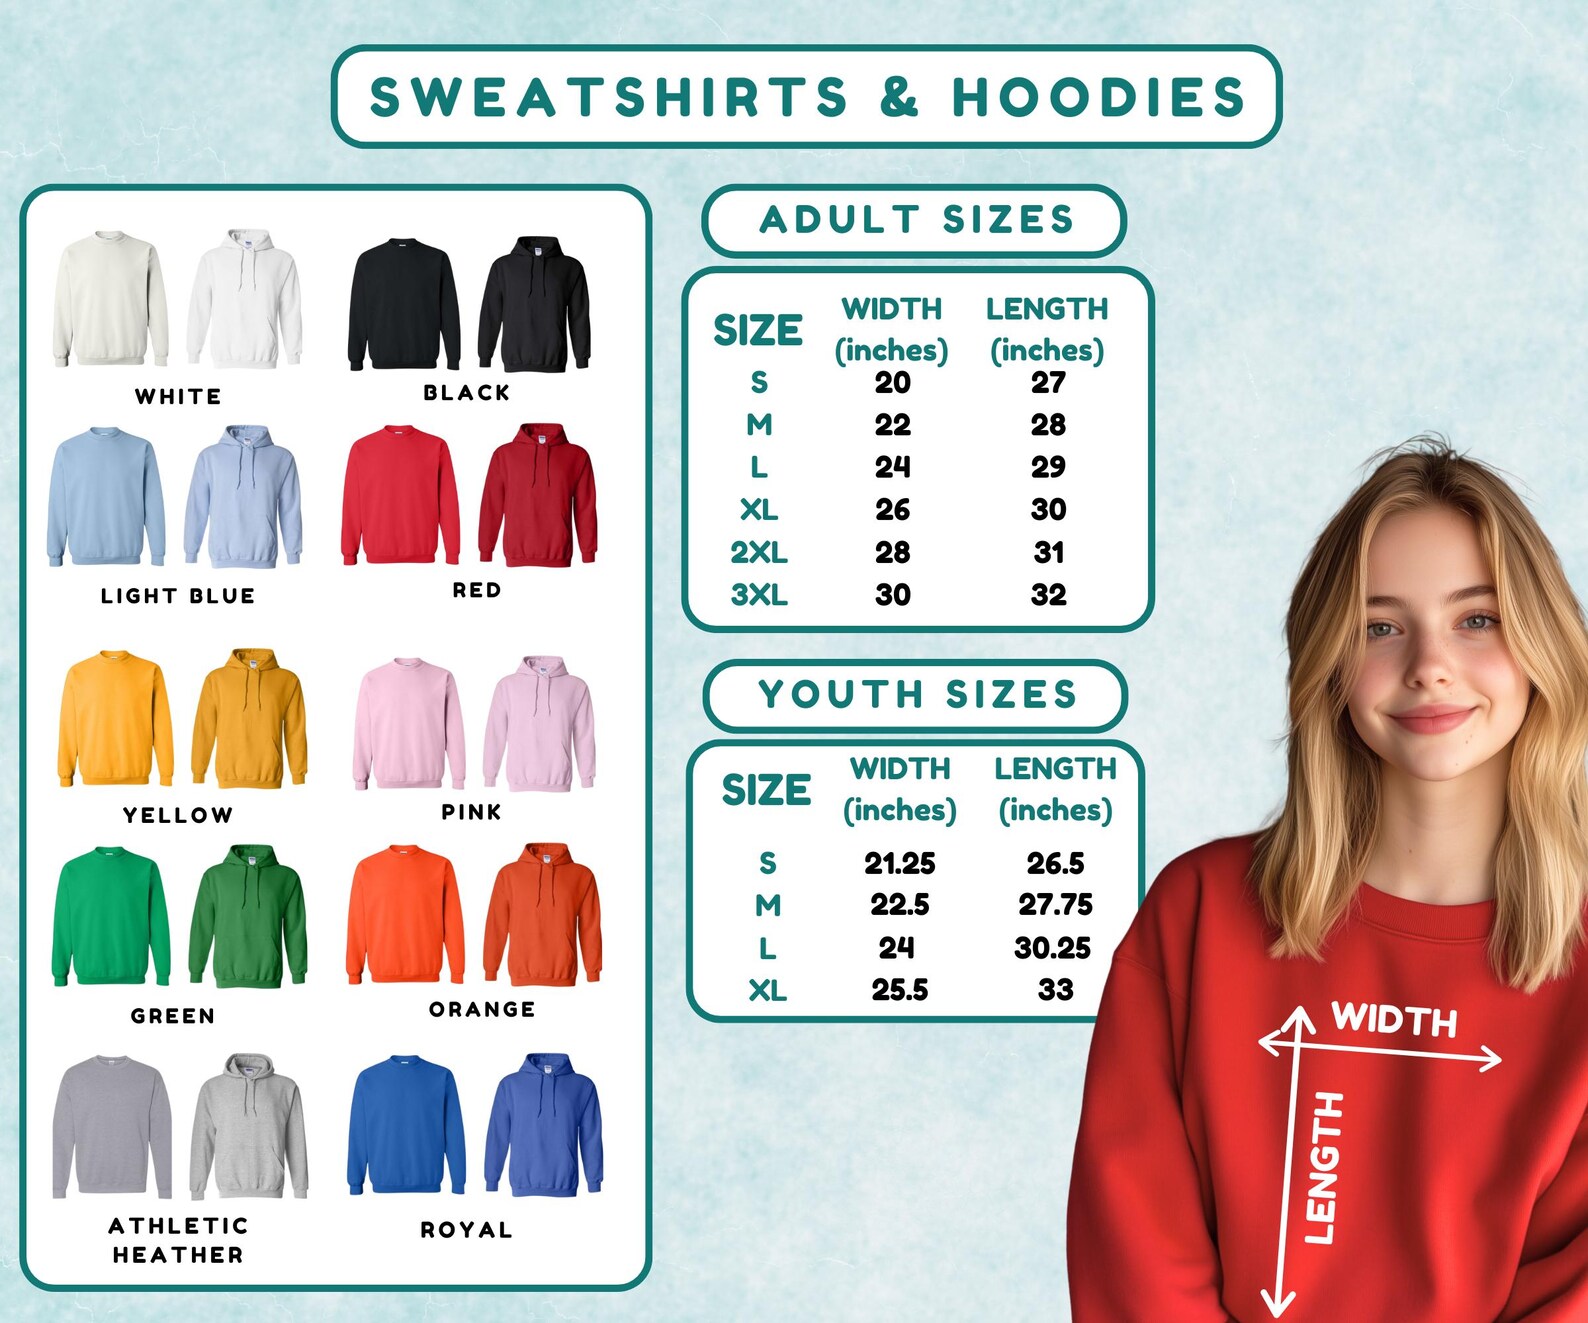 SWEATSHIRTS & HOODIES
WHITE
BLACK
LIGHT BLUE
RED
YELLOW
PINK
GREEN
ORANGE
ATHLETIC
HEATHER
ROYAL
ADULT SIZES
SIZE WIDTH (inches) LENGTH (inches)
S 20 27
M 22 28
L 24 29
XL 26 30
2XL 28 31
3XL 30 32
YOUTH SIZES
SIZE WIDTH (inches) LENGTH (inches)
S 21.25 26.5
M 22.5 27.75
L 24 30.25
XL 25.5 33
WIDTH
LENGTH